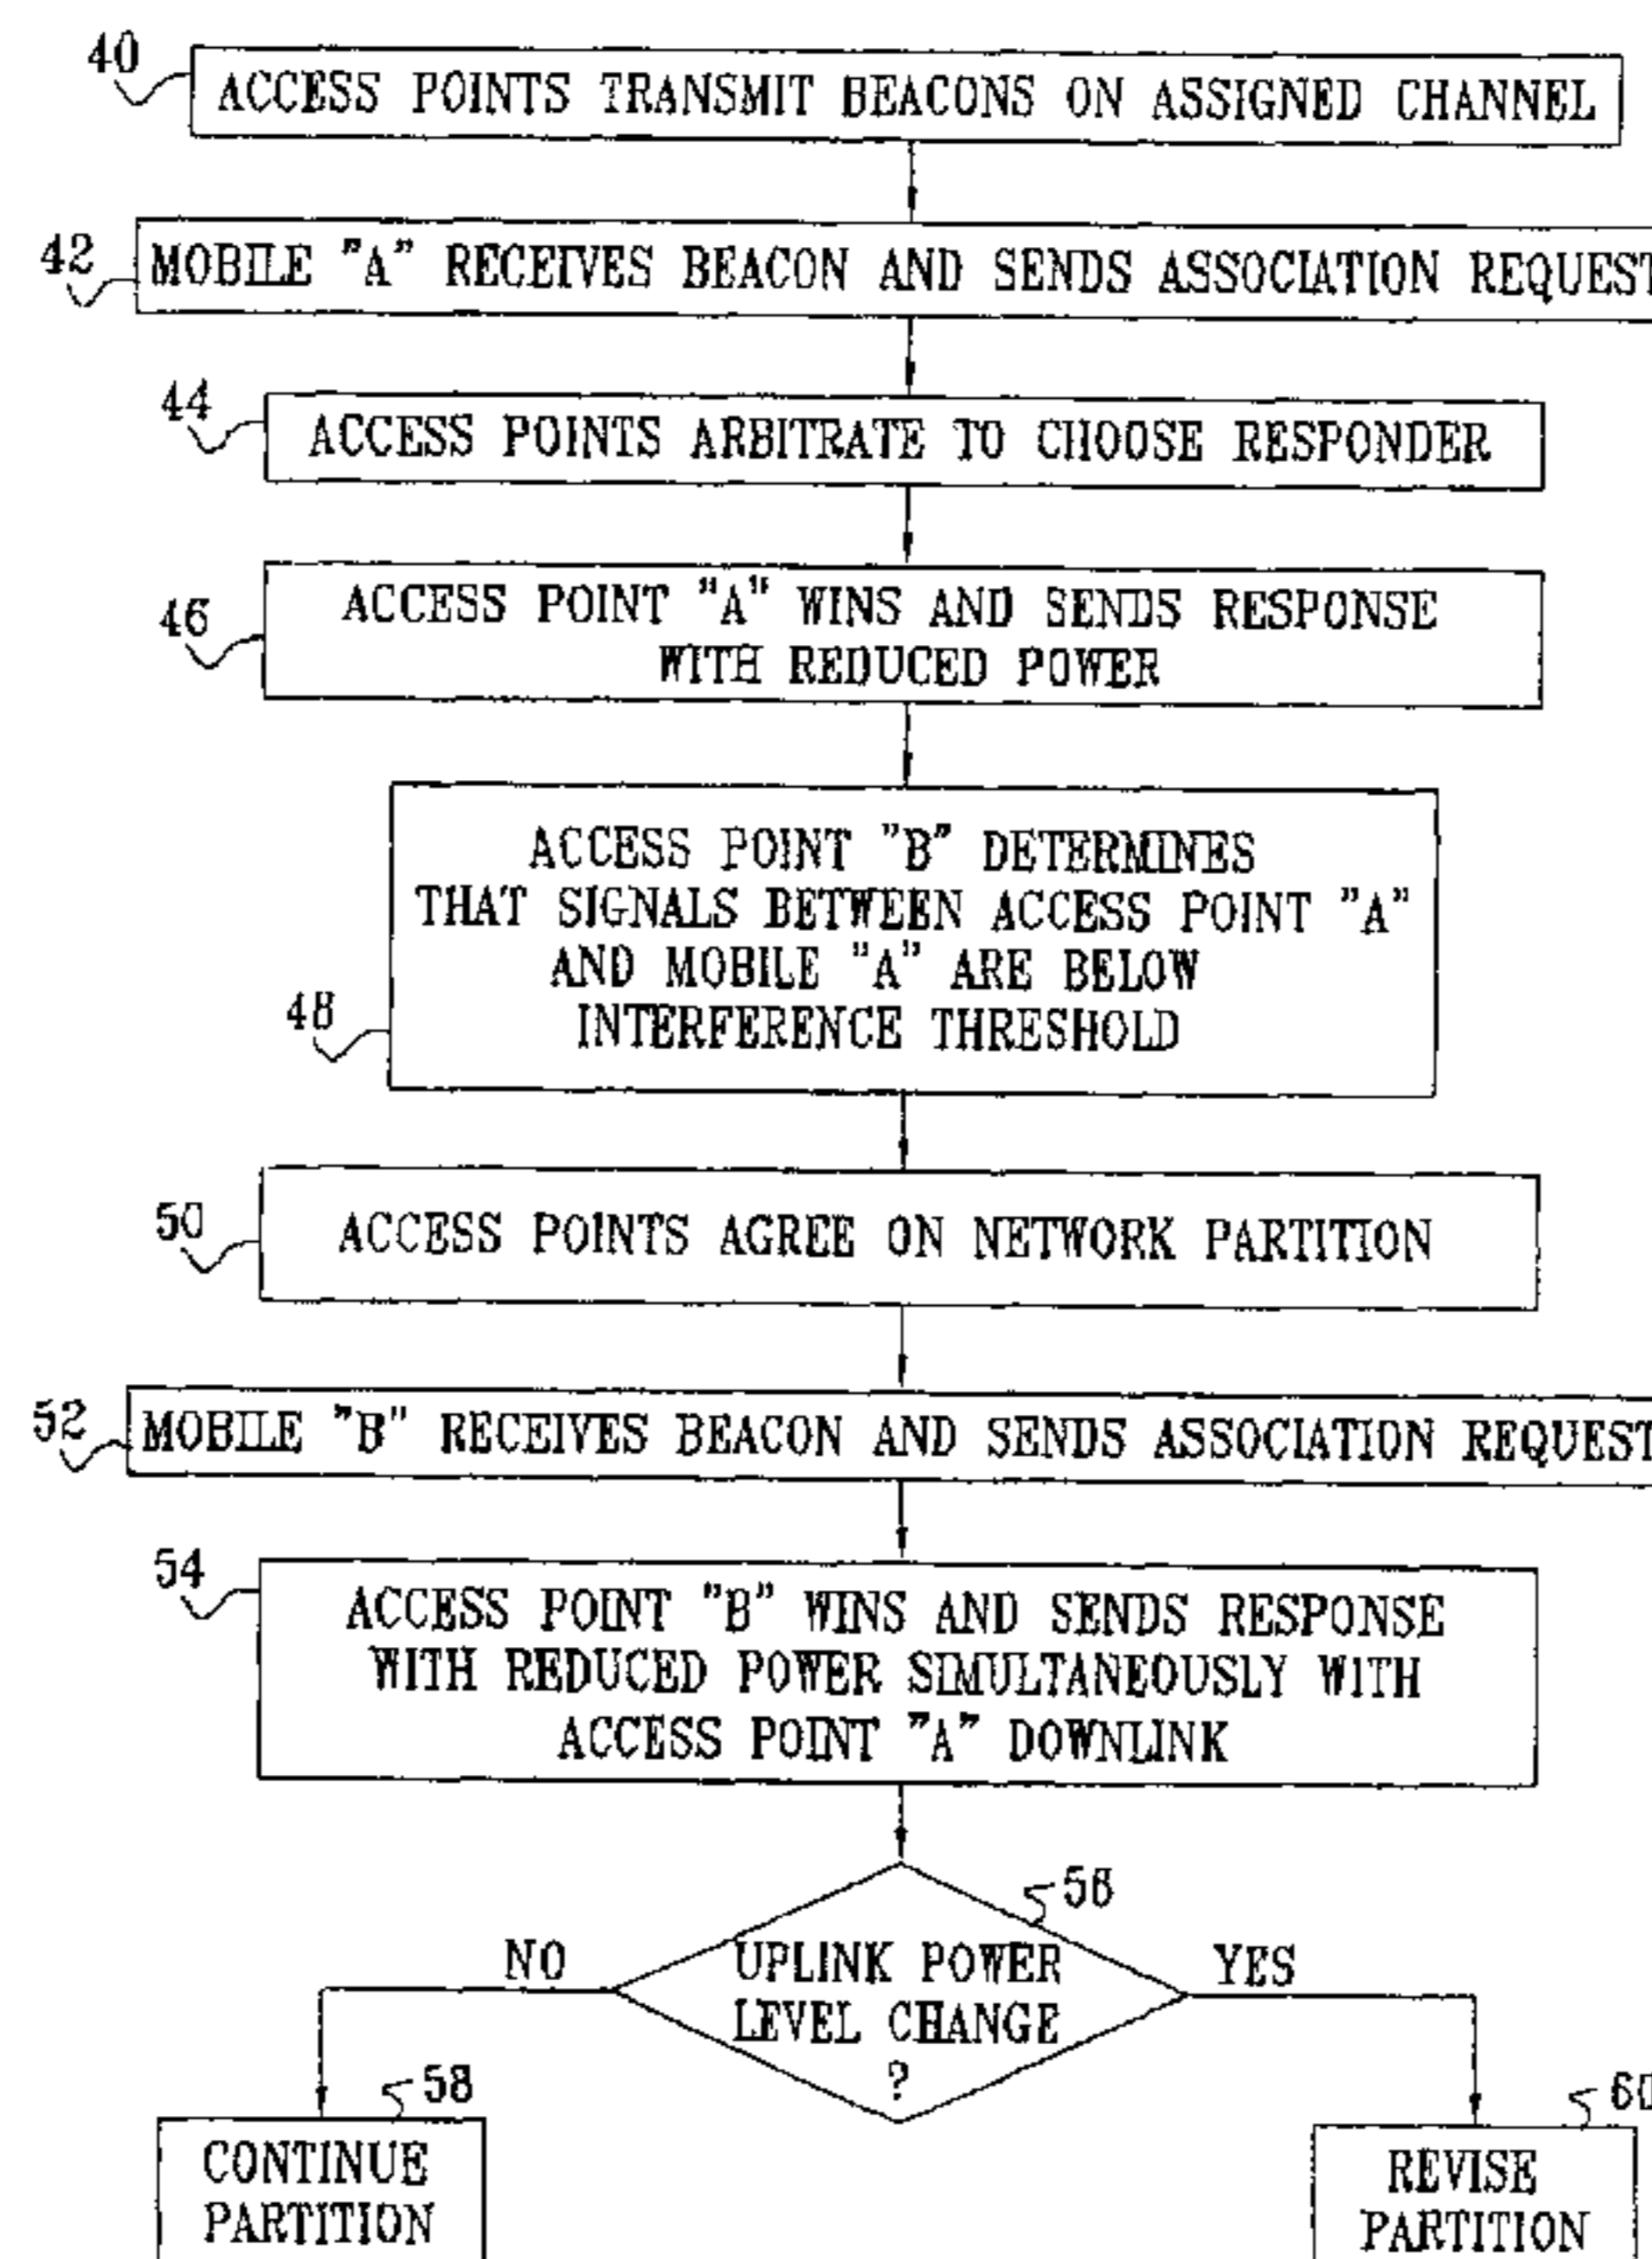 40
ACCESS POINTS TRANSMIT BEACONS ON ASSIGNED CHANNEL
42
MOBILE "A" RECEIVES BEACON AND SENDS ASSOCIATION REQUEST
44
ACCESS POINTS ARBITRATE TO CHOOSE RESPONDER
46
ACCESS POINT "A" WINS AND SENDS RESPONSE
WITH REDUCED POWER
48
ACCESS POINT "B" DETERMINES
THAT SIGNALS BETWEEN ACCESS POINT "A"
AND MOBILE "A" ARE BELOW
INTERFERENCE THRESHOLD
50
ACCESS POINTS AGREE ON NETWORK PARTITION
52
MOBILE "B" RECEIVES BEACON AND SENDS ASSOCIATION REQUEST
54
ACCESS POINT "B" WINS AND SENDS RESPONSE
WITH REDUCED POWER SIMULTANEOUSLY WITH
ACCESS POINT "A" DOWNLINK
56
UPLINK POWER
LEVEL CHANGE
?
NO
YES
58
CONTINUE
PARTITION
60
REVISE
PARTITION